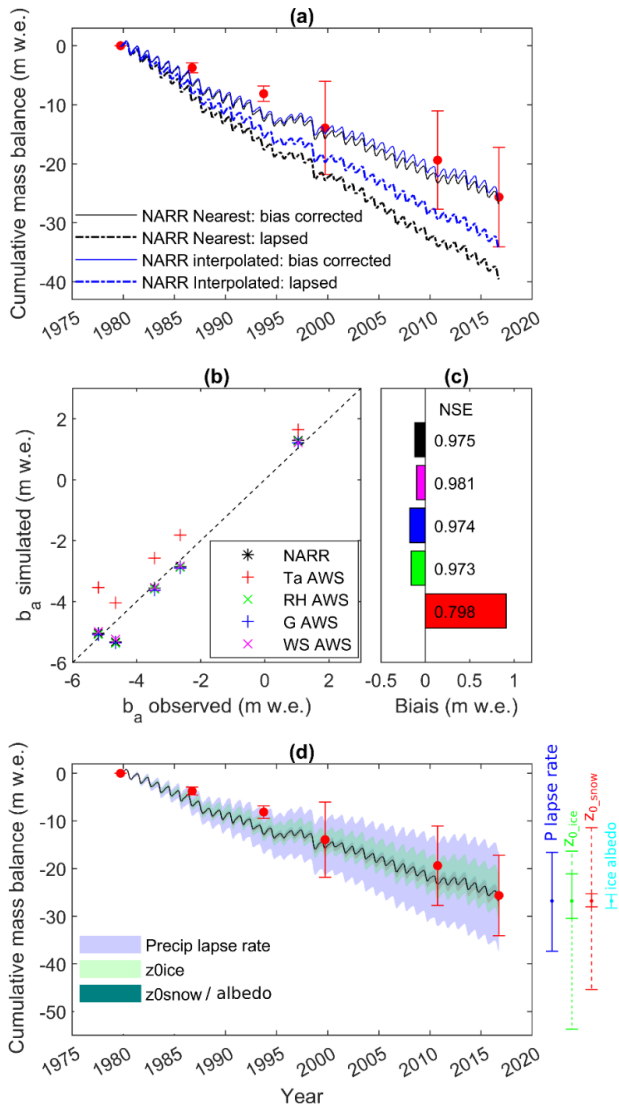 (a)
Cumulative mass balance (m w.e.)
0
-10
-20
-30
-40
NARR Nearest: bias corrected
NARR Nearest: lapsed
NARR interpolated: bias corrected
NARR Interpolated: lapsed
1975 1980 1985 1990 1995 2000 2005 2010 2015 2020
(b)
b_a simulated (m w.e.)
2
0
-2
-4
-6
NARR
Ta AWS
RH AWS
G AWS
WS AWS
-6 -4 -2 0 2
b_a observed (m w.e.)
(c)
NSE
0.975
0.981
0.974
0.973
0.798
-0.5 0 0.5 1
Biais (m w.e.)
(d)
Cumulative mass balance (m w.e.)
0
-10
-20
-30
-40
-50
Precip lapse rate
z0ice
z0snow / albedo
1975 1980 1985 1990 1995 2000 2005 2010 2015 2020
Year
P lapse rate
z_0_ice
z_0_snow
ice albedo